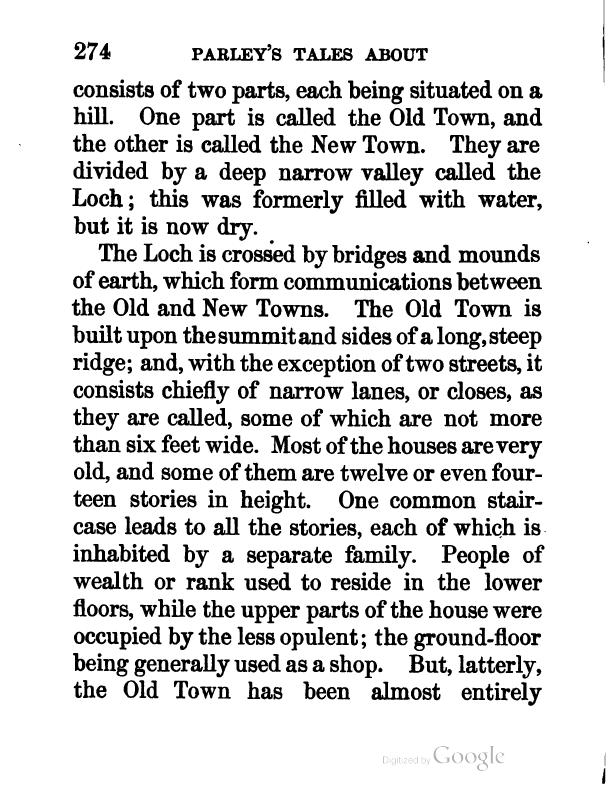 274 PARLEY'S TALES ABOUT
consists of two parts, each being situated on a
hill. One part is called the Old Town, and
the other is called the New Town. They are
divided by a deep narrow valley called the
Loch; this was formerly filled with water,
but it is now dry.
The Loch is crossed by bridges and mounds
of earth, which form communications between
the Old and New Towns. The Old Town is
built upon the summit and sides of a long, steep
ridge; and, with the exception of two streets, it
consists chiefly of narrow lanes, or closes, as
they are called, some of which are not more
than six feet wide. Most of the houses are very
old, and some of them are twelve or even four-
teen stories in height. One common stair-
case leads to all the stories, each of which is
inhabited by a separate family. People of
wealth or rank used to reside in the lower
floors, while the upper parts of the house were
occupied by the less opulent; the ground-floor
being generally used as a shop. But, latterly,
the Old Town has been almost entirely
Digitized by Google